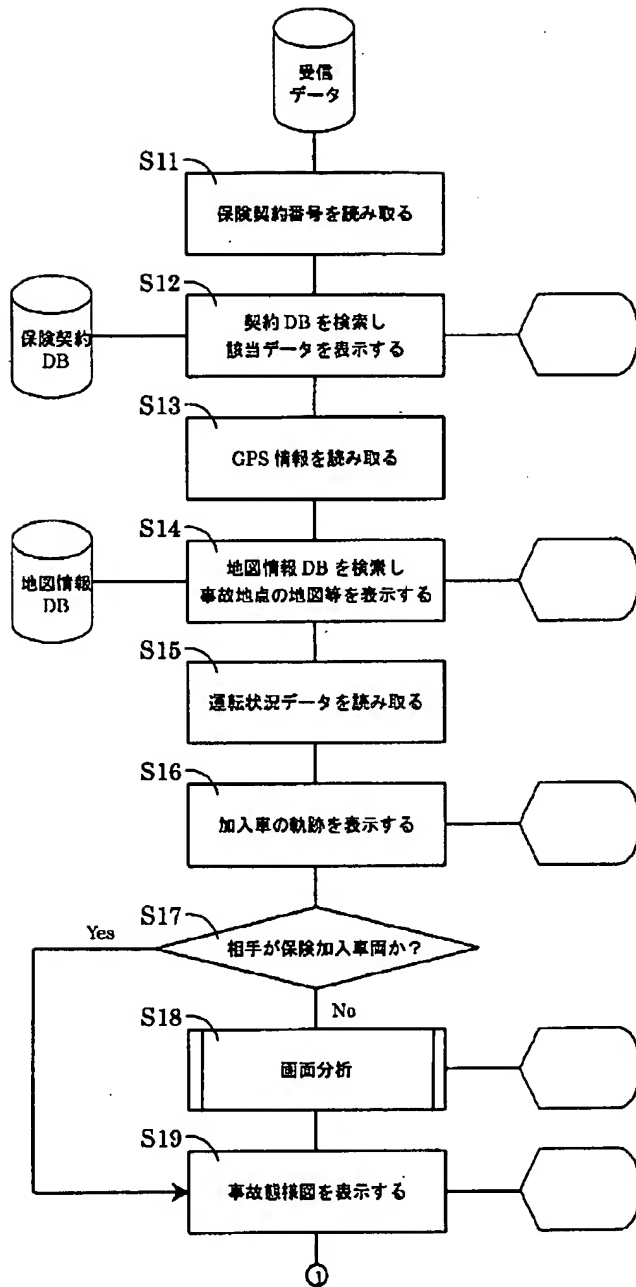 受信
データ
S11
保険契約番号を読み取る
S12
保険契約
DB
契約 DB を検索し
該当データを表示する
S13
GPS 情報を読み取る
S14
地図情報
DB
地図情報 DB を検索し
事故地点の地図等を表示する
S15
運転状況データを読み取る
S16
加入車の軌跡を表示する
S17
Yes
相手が保険加入車両か？
No
S18
画面分析
S19
事故態様図を表示する
①